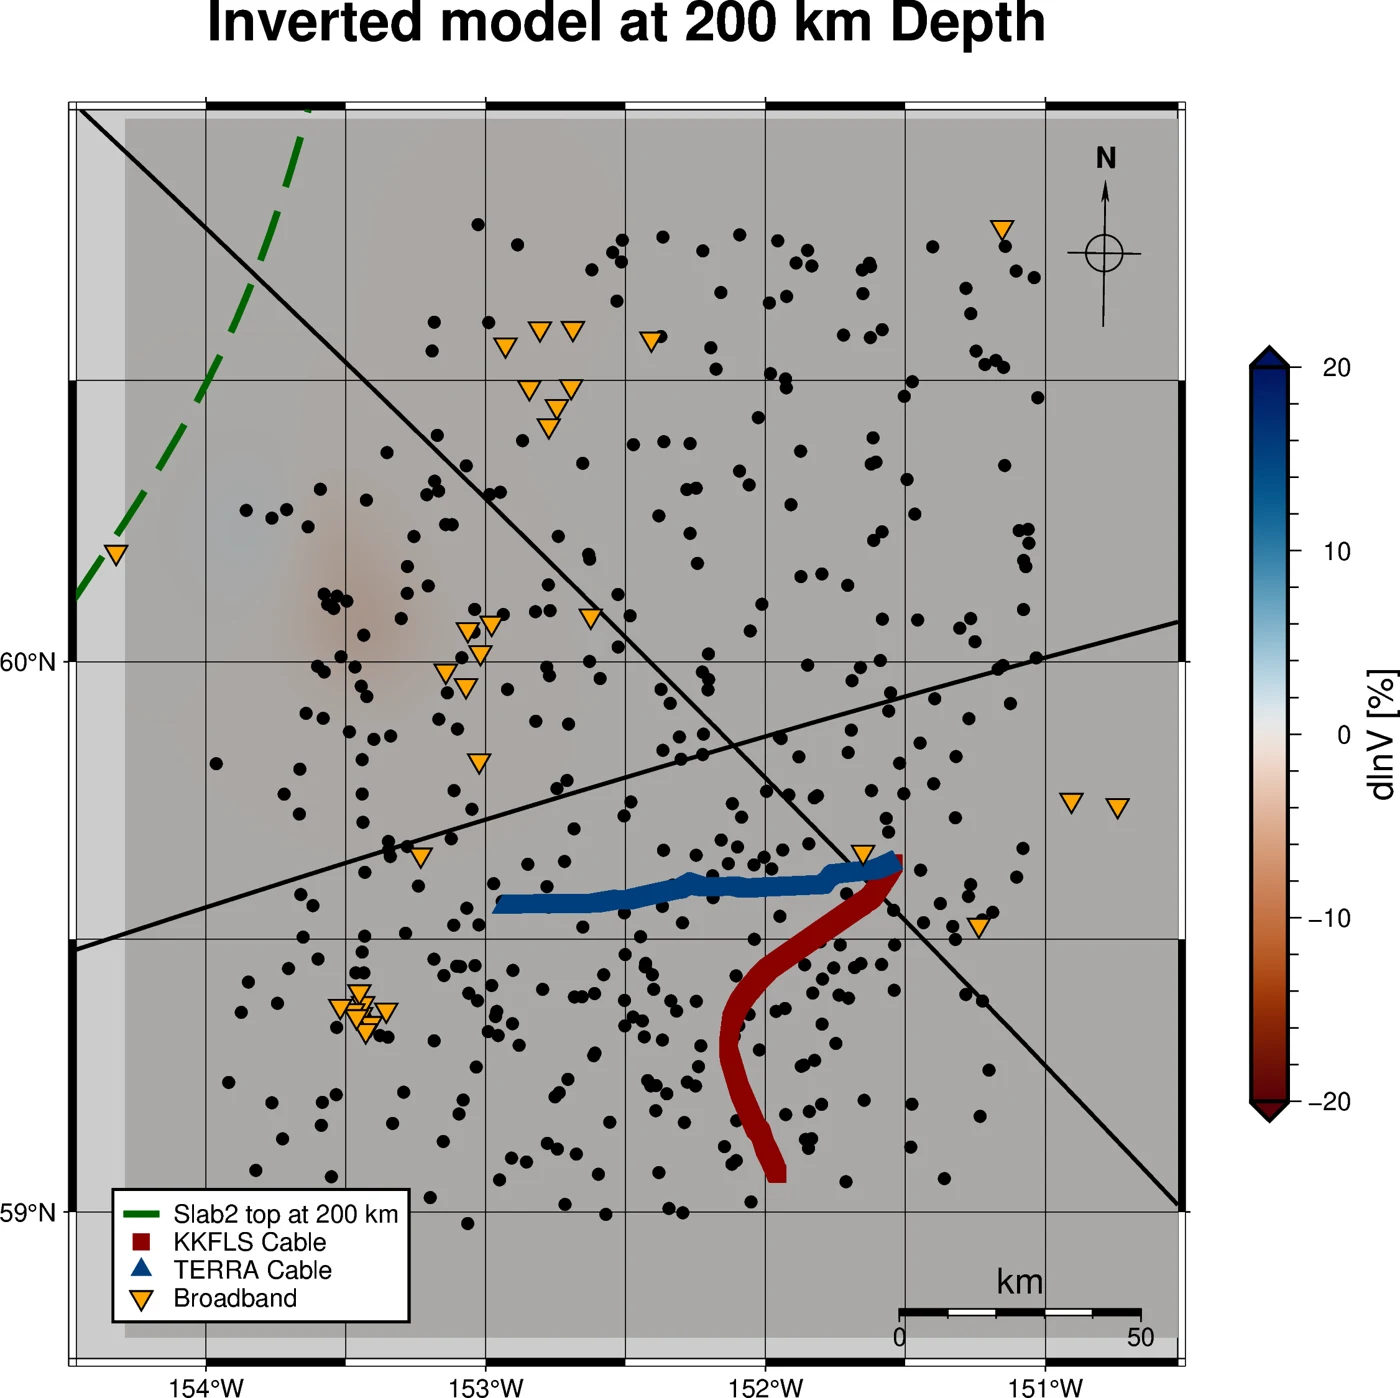 Inverted model at 200 km Depth
N
20
10
0
−10
−20
dlnV [%]
60°N
59°N
Slab2 top at 200 km
KKFLS Cable
TERRA Cable
Broadband
km
0 50
154°W 153°W 152°W 151°W